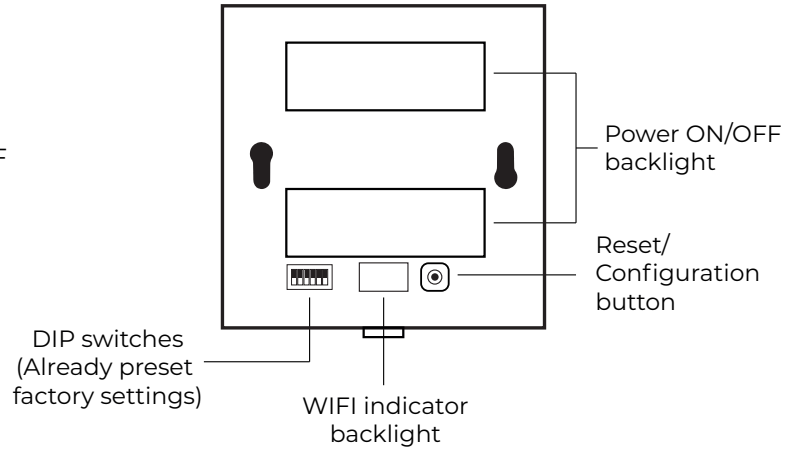 Power ON/OFF
backlight
Reset/
Configuration
button
DIP switches
(Already preset
factory settings)
WIFI indicator
backlight